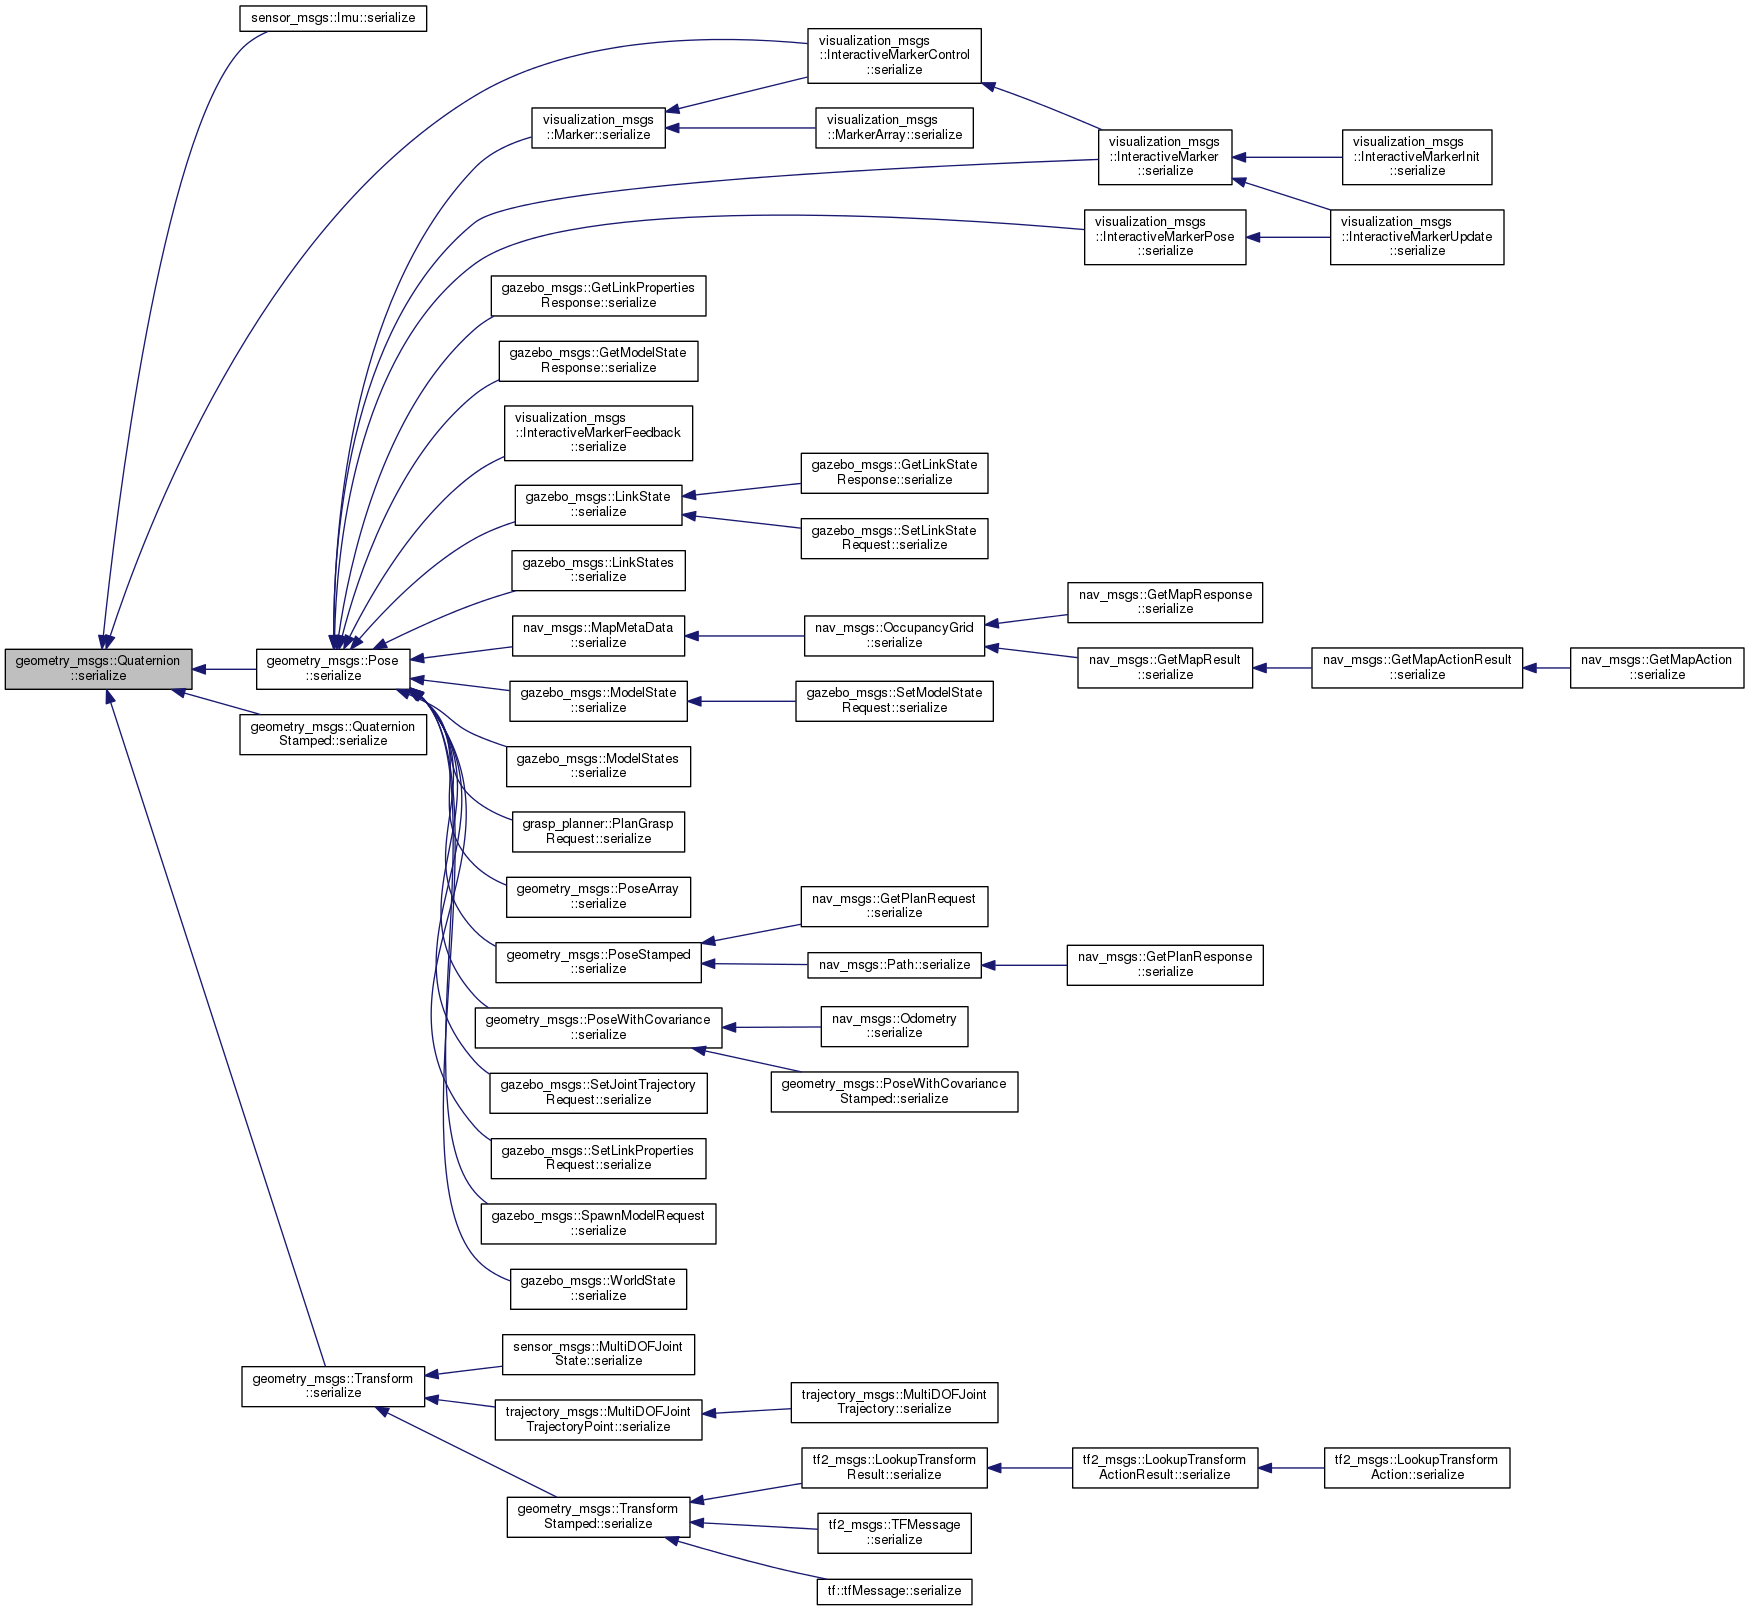 sensor_msgs::Imu::serialize
visualization_msgs
::InteractiveMarkerControl
::serialize
visualization_msgs
::Marker::serialize
visualization_msgs
::MarkerArray::serialize
visualization_msgs
::InteractiveMarker
::serialize
visualization_msgs
::InteractiveMarkerInit
::serialize
visualization_msgs
::InteractiveMarkerPose
::serialize
visualization_msgs
::InteractiveMarkerUpdate
::serialize
gazebo_msgs::GetLinkProperties
Response::serialize
gazebo_msgs::GetModelState
Response::serialize
visualization_msgs
::InteractiveMarkerFeedback
::serialize
gazebo_msgs::LinkState
::serialize
gazebo_msgs::GetLinkState
Response::serialize
gazebo_msgs::SetLinkState
Request::serialize
gazebo_msgs::LinkStates
::serialize
nav_msgs::MapMetaData
::serialize
nav_msgs::OccupancyGrid
::serialize
nav_msgs::GetMapResponse
::serialize
nav_msgs::GetMapResult
::serialize
nav_msgs::GetMapActionResult
::serialize
nav_msgs::GetMapAction
::serialize
geometry_msgs::Quaternion
::serialize
geometry_msgs::Pose
::serialize
geometry_msgs::Quaternion
Stamped::serialize
gazebo_msgs::ModelState
::serialize
gazebo_msgs::SetModelState
Request::serialize
gazebo_msgs::ModelStates
::serialize
grasp_planner::PlanGrasp
Request::serialize
geometry_msgs::PoseArray
::serialize
geometry_msgs::PoseStamped
::serialize
nav_msgs::GetPlanRequest
::serialize
nav_msgs::Path::serialize
nav_msgs::GetPlanResponse
::serialize
geometry_msgs::PoseWithCovariance
::serialize
nav_msgs::Odometry
::serialize
geometry_msgs::PoseWithCovariance
Stamped::serialize
gazebo_msgs::SetJointTrajectory
Request::serialize
gazebo_msgs::SetLinkProperties
Request::serialize
gazebo_msgs::SpawnModelRequest
::serialize
gazebo_msgs::WorldState
::serialize
geometry_msgs::Transform
::serialize
sensor_msgs::MultiDOFJoint
State::serialize
trajectory_msgs::MultiDOFJoint
TrajectoryPoint::serialize
trajectory_msgs::MultiDOFJoint
Trajectory::serialize
geometry_msgs::Transform
Stamped::serialize
tf2_msgs::LookupTransform
Result::serialize
tf2_msgs::LookupTransform
ActionResult::serialize
tf2_msgs::LookupTransform
Action::serialize
tf2_msgs::TFMessage
::serialize
tf::tfMessage::serialize